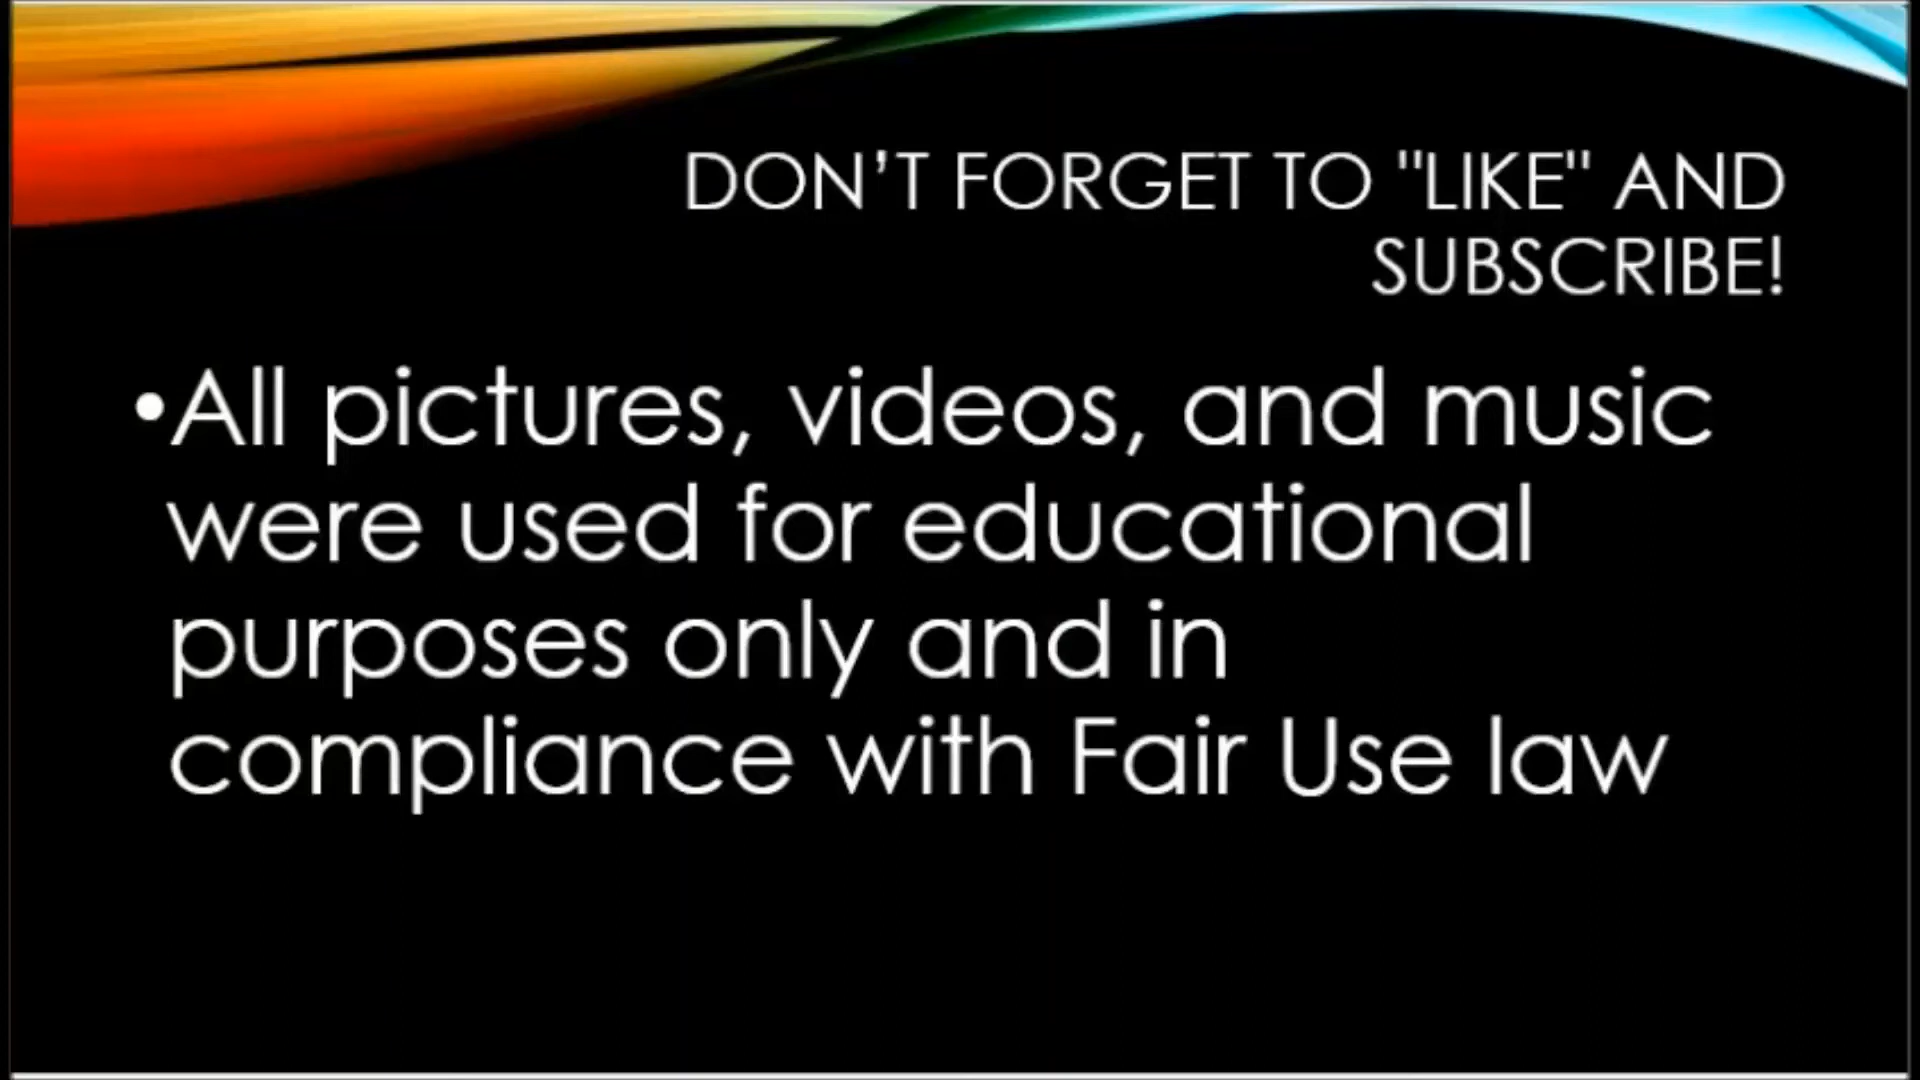 DON’T FORGET TO "LIKE" AND
SUBSCRIBE!
•All pictures, videos, and music
were used for educational
purposes only and in
compliance with Fair Use law